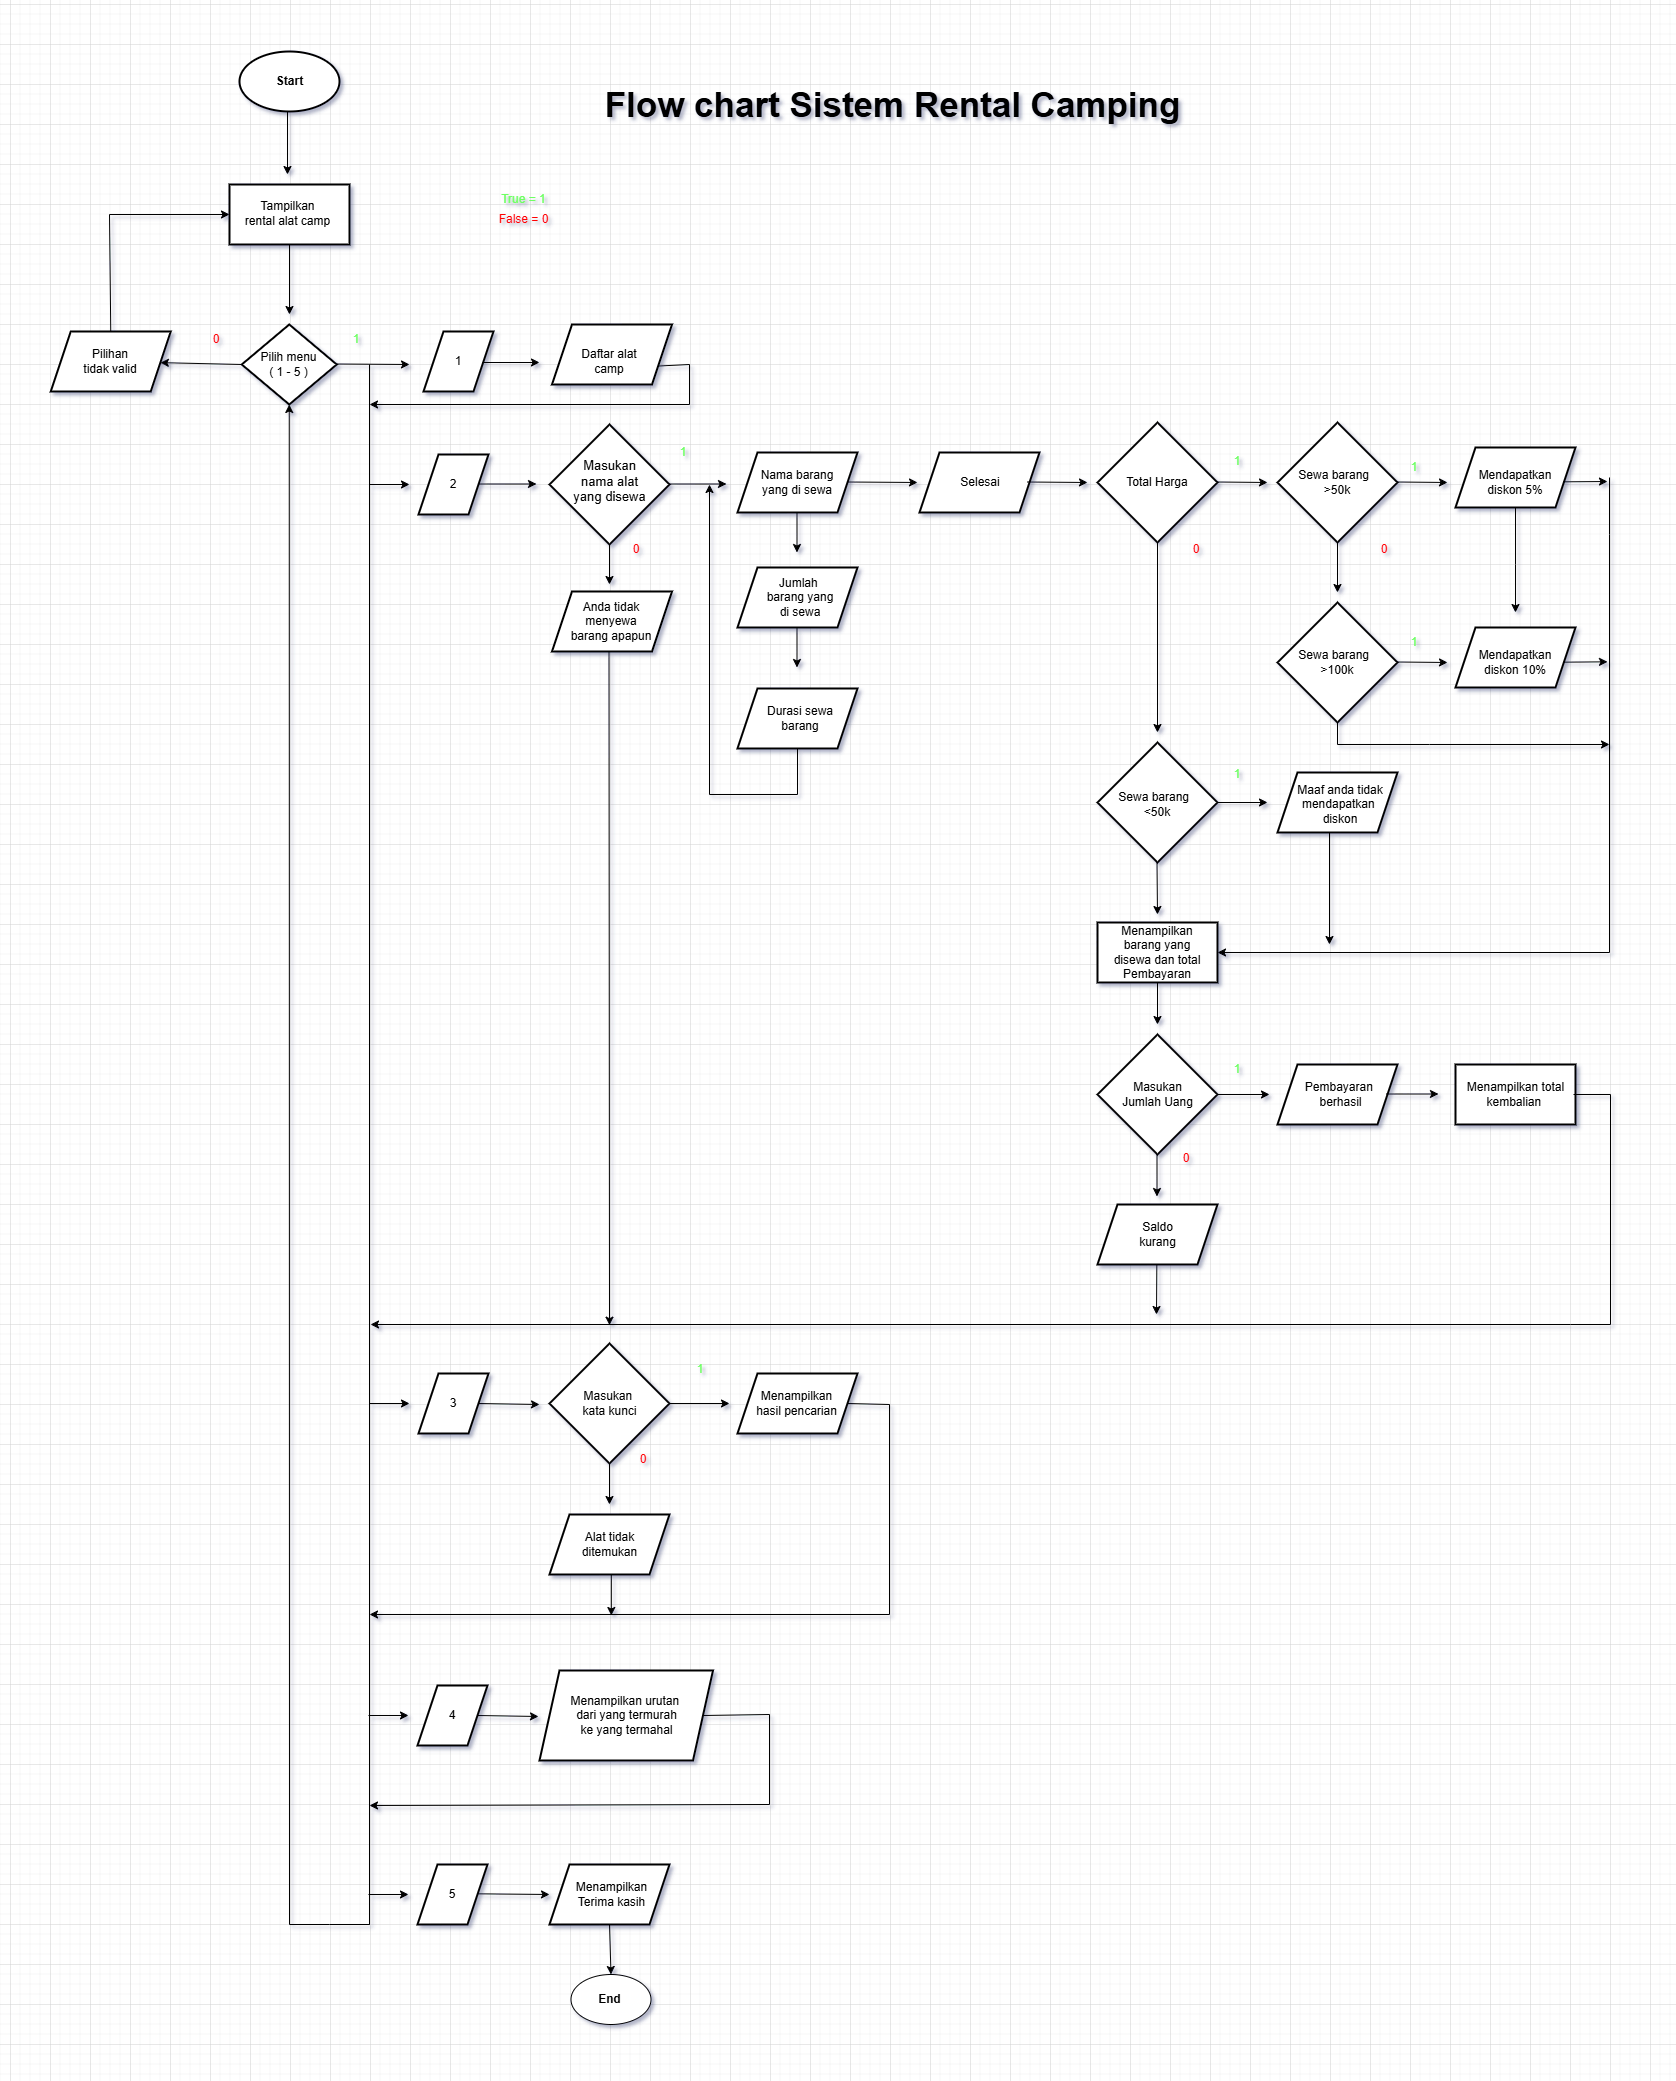 Start
Flow chart Sistem Rental Camping
True = 1
False = 0
Tampilkan
rental alat camp
Pilihan
tidak valid
0
Pilih menu
( 1 - 5 )
1
1
Daftar alat
camp
2
Masukan
nama alat
yang disewa
1
0
Anda tidak
menyewa
barang apapun
Nama barang
yang di sewa
Jumlah
barang yang
di sewa
Durasi sewa
barang
Selesai
Total Harga
1
0
Sewa barang
>50k
1
0
Mendapatkan
diskon 5%
Sewa barang
>100k
1
Mendapatkan
diskon 10%
Sewa barang
<50k
1
Maaf anda tidak
mendapatkan
diskon
Menampilkan
barang yang
disewa dan total
Pembayaran
Masukan
Jumlah Uang
1
0
Pembayaran
berhasil
Menampilkan total
kembalian
Saldo
kurang
3
Masukan
kata kunci
1
0
Menampilkan
hasil pencarian
Alat tidak
ditemukan
4
Menampilkan urutan
dari yang termurah
ke yang termahal
5
Menampilkan
Terima kasih
End